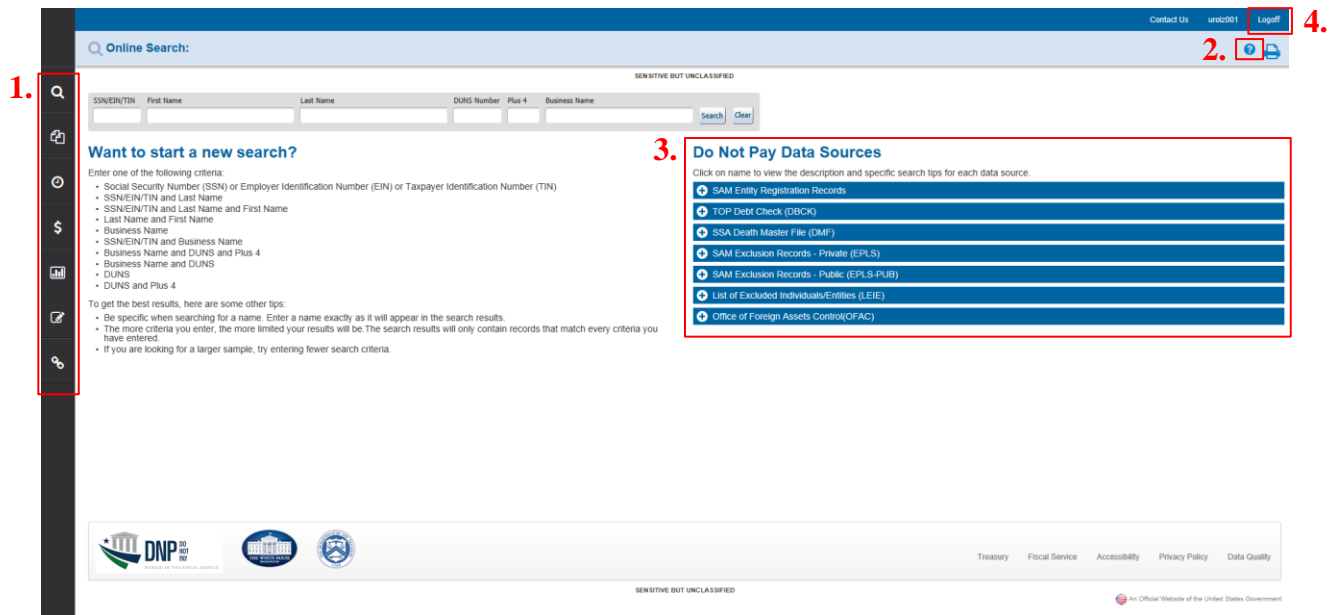 Contact Us urolz001 Logoff
4.
Online Search:
2.
SENSITIVE BUT UNCLASSIFIED
1.
SSN/EIN/TIN First Name Last Name DUNS Number Plus 4 Business Name
Search Clear
Want to start a new search?
Enter one of the following criteria:
• Social Security Number (SSN) or Employer Identification Number (EIN) or Taxpayer Identification Number (TIN)
• SSN/EIN/TIN and Last Name
• SSN/EIN/TIN and Last Name and First Name
• Last Name and First Name
• Business Name
• SSN/EIN/TIN and Business Name
• Business Name and DUNS and Plus 4
• Business Name and DUNS
• DUNS
• DUNS and Plus 4
To get the best results, here are some other tips:
• Be specific when searching for a name. Enter a name exactly as it will appear in the search results.
• The more criteria you enter, the more limited your results will be.The search results will only contain records that match every criteria you
have entered.
• If you are looking for a larger sample, try entering fewer search criteria.
3.
Do Not Pay Data Sources
Click on name to view the description and specific search tips for each data source.
SAM Entity Registration Records
TOP Debt Check (DBCK)
SSA Death Master File (DMF)
SAM Exclusion Records - Private (EPLS)
SAM Exclusion Records - Public (EPLS-PUB)
List of Excluded Individuals/Entities (LEIE)
Office of Foreign Assets Control(OFAC)
DNP DO NOT PAY
BUREAU OF THE FISCAL SERVICE
THE WHITE HOUSE
WASHINGTON
Treasury Fiscal Service Accessibility Privacy Policy Data Quality
SENSITIVE BUT UNCLASSIFIED
An Official Website of the United States Government